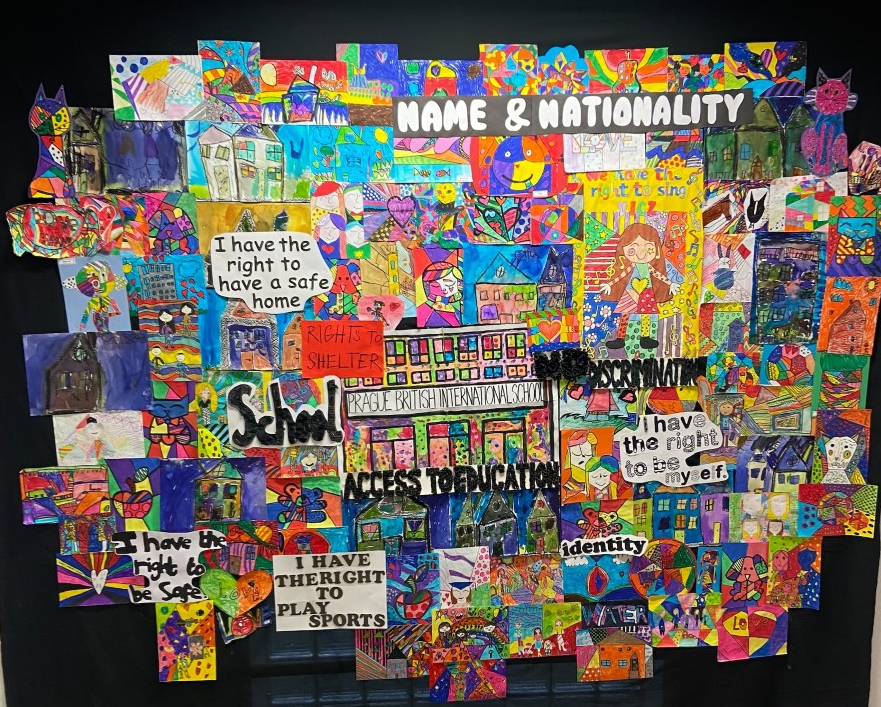 NAME & NATIONALITY
we have the
right to sing
I have the
right to
have a safe
home
RIGHTS TO
SHELTER
NO DISCRIMINATION
School
PRAGUE BRITISH INTERNATIONAL SCHOOL
I have
the right
to be
myself.
ACCESS TO EDUCATION
I have the
right to
be Safe
identity
LOVE
I HAVE
THE RIGHT
TO
PLAY
SPORTS